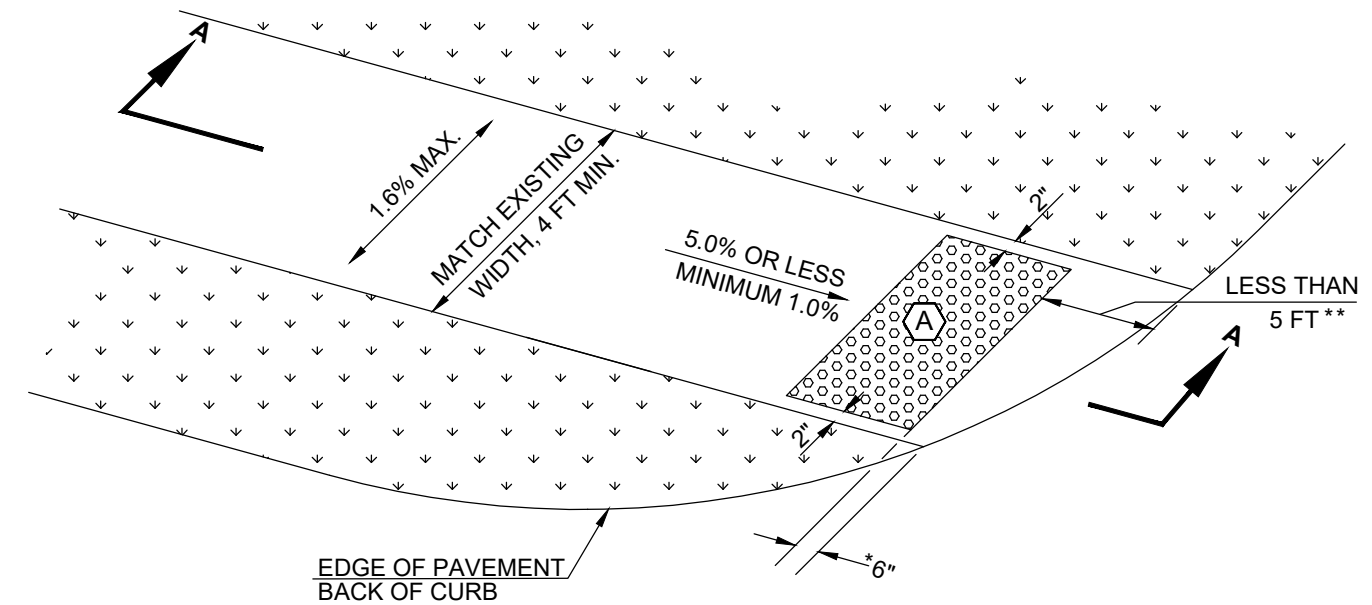 A
1.6% MAX.
MATCH EXISTING
WIDTH, 4 FT MIN.
5.0% OR LESS
MINIMUM 1.0%
2"
A
LESS THAN
5 FT **
A
2"
*6"
EDGE OF PAVEMENT
BACK OF CURB